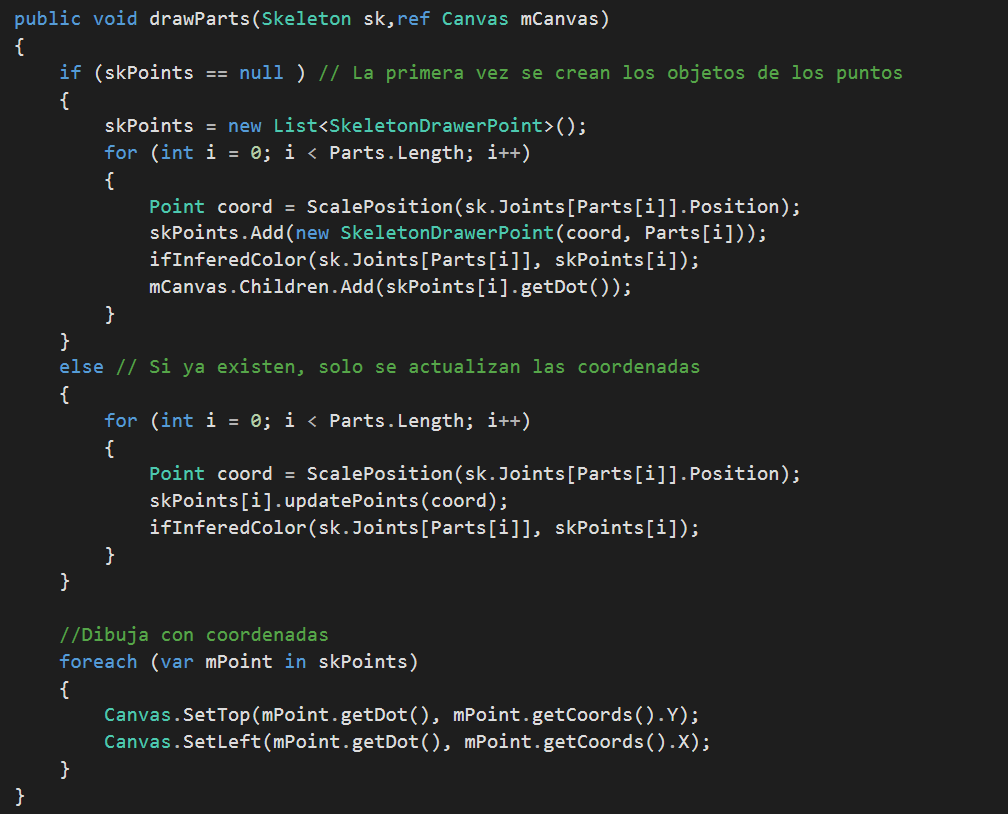 public void drawParts(Skeleton sk,ref Canvas mCanvas)
{
    if (skPoints == null ) // La primera vez se crean los objetos de los puntos
    {
        skPoints = new List<SkeletonDrawerPoint>();
        for (int i = 0; i < Parts.Length; i++)
        {
            Point coord = ScalePosition(sk.Joints[Parts[i]].Position);
            skPoints.Add(new SkeletonDrawerPoint(coord, Parts[i]));
            ifInferedColor(sk.Joints[Parts[i]], skPoints[i]);
            mCanvas.Children.Add(skPoints[i].getDot());
        }
    }
    else // Si ya existen, solo se actualizan las coordenadas
    {
        for (int i = 0; i < Parts.Length; i++)
        {
            Point coord = ScalePosition(sk.Joints[Parts[i]].Position);
            skPoints[i].updatePoints(coord);
            ifInferedColor(sk.Joints[Parts[i]], skPoints[i]);
        }
    }

    //Dibuja con coordenadas
    foreach (var mPoint in skPoints)
    {
        Canvas.SetTop(mPoint.getDot(), mPoint.getCoords().Y);
        Canvas.SetLeft(mPoint.getDot(), mPoint.getCoords().X);
    }
}